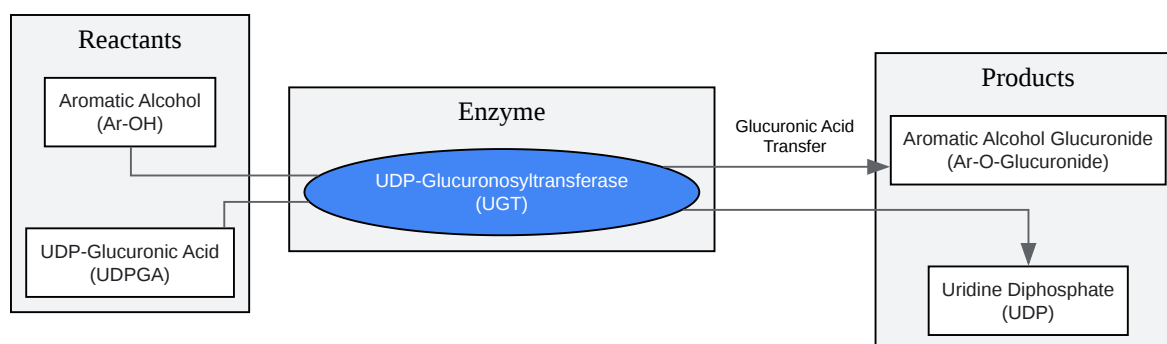 Reactants
Aromatic Alcohol
(Ar-OH)
UDP-Glucuronic Acid
(UDPGA)
Enzyme
UDP-Glucuronosyltransferase
(UGT)
Glucuronic Acid
Transfer
Products
Aromatic Alcohol Glucuronide
(Ar-O-Glucuronide)
Uridine Diphosphate
(UDP)